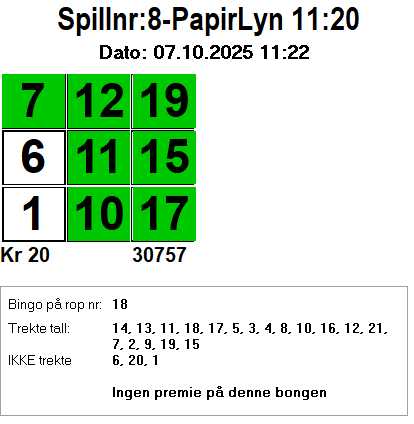 Spillnr:8-PapirLyn 11:20
Dato: 07.10.2025 11:22
7 12 19
6 11 15
1 10 17
Kr 20 30757
Bingo på rop nr: 18
Trekte tall: 14, 13, 11, 18, 17, 5, 3, 4, 8, 10, 16, 12, 21,
7, 2, 9, 19, 15
IKKE trekte 6, 20, 1
Ingen premie på denne bongen